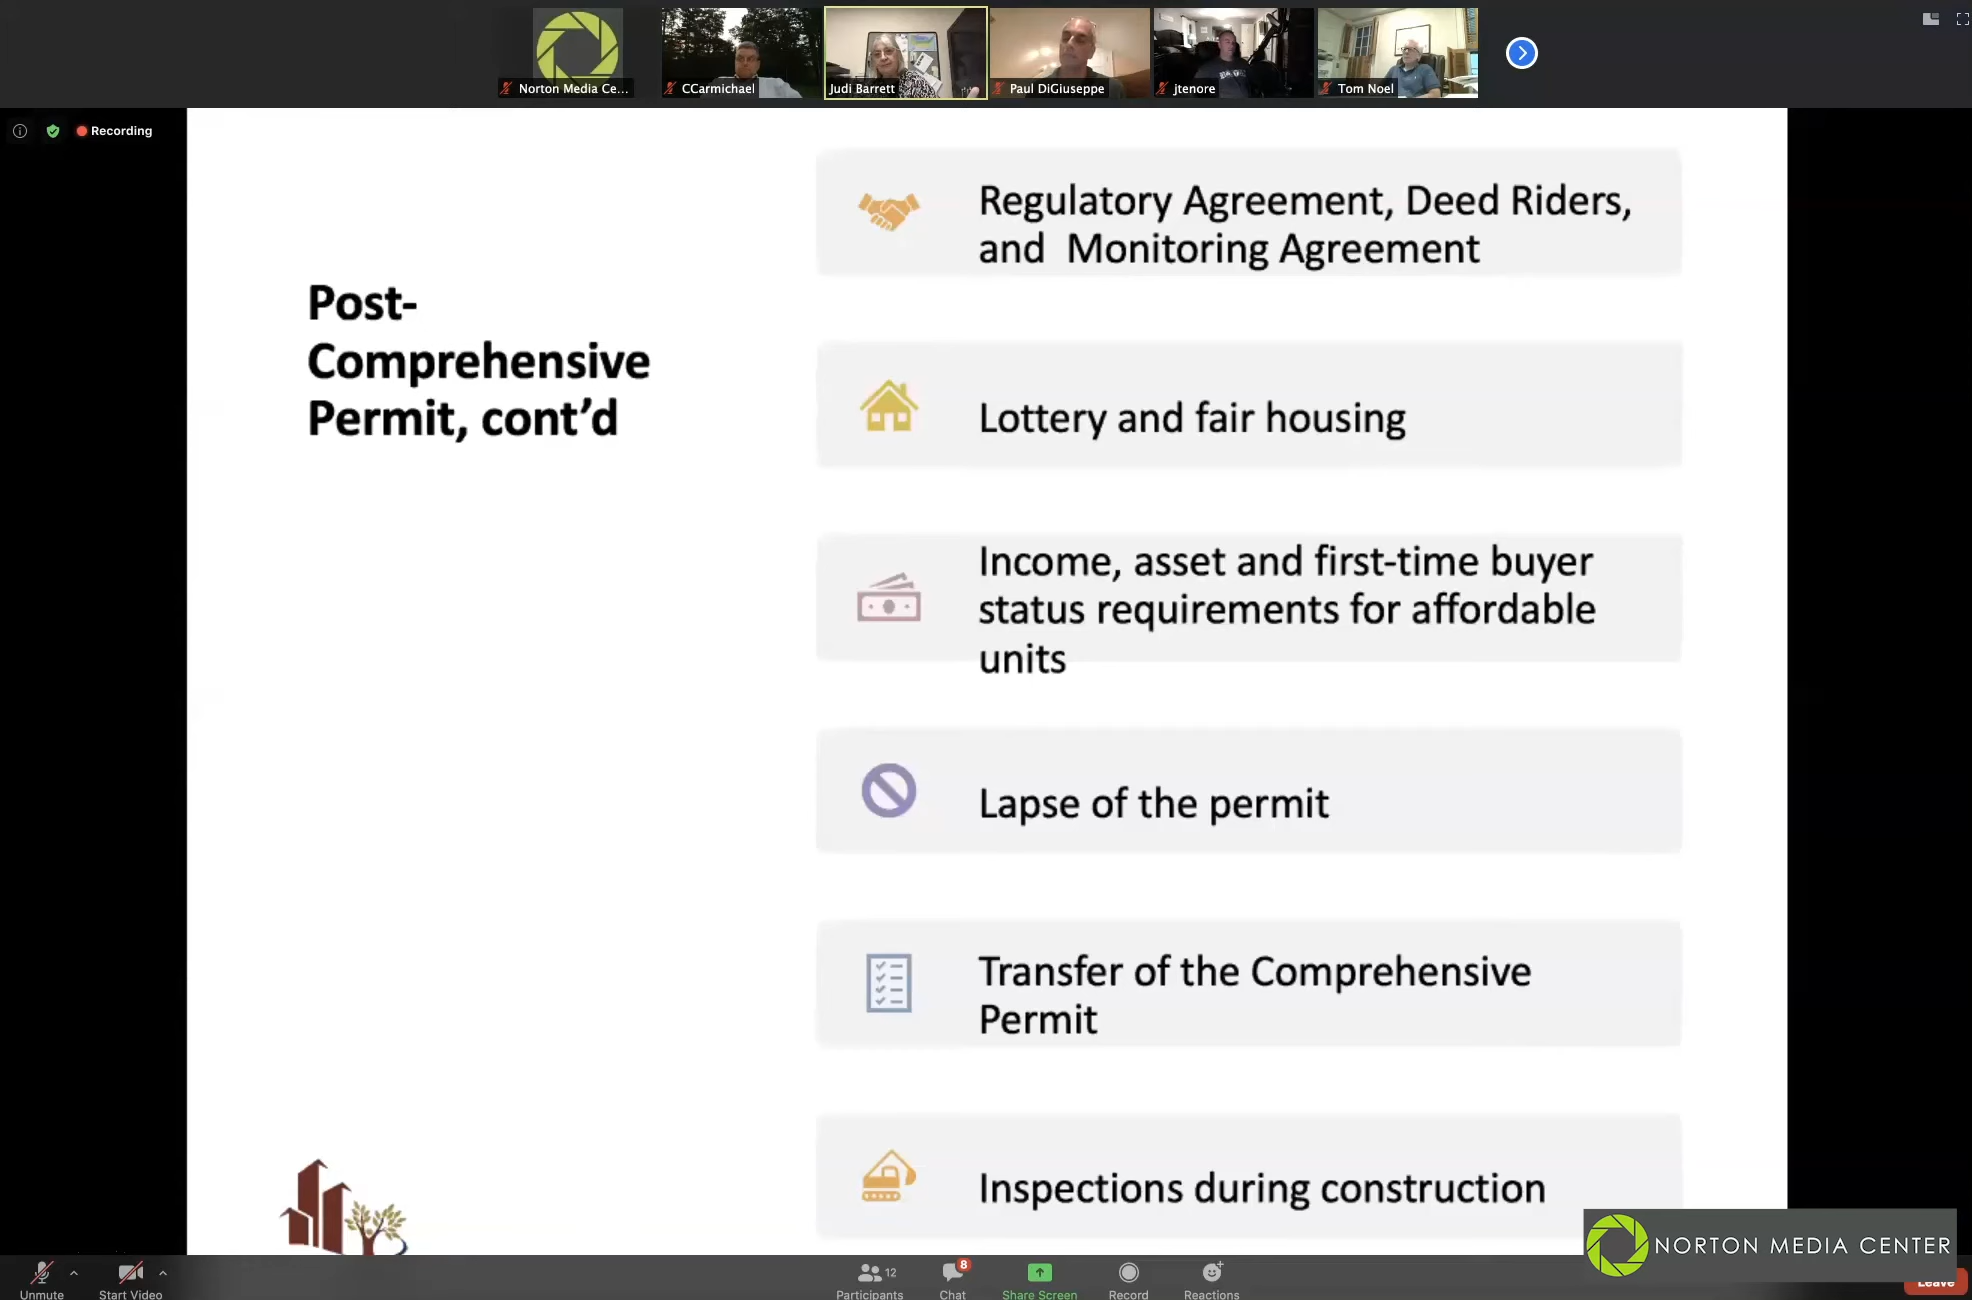 Norton Media Ce...
CCarmichael
Judi Barrett
Paul DiGiuseppe
jtenore
Tom Noel
Recording
Post-
Comprehensive
Permit, cont’d
Regulatory Agreement, Deed Riders,
and  Monitoring Agreement
Lottery and fair housing
Income, asset and first-time buyer
status requirements for affordable
units
Lapse of the permit
Transfer of the Comprehensive
Permit
Inspections during construction
NORTON MEDIA CENTER
Unmute
Start Video
12
Participants
8
Chat
Share Screen
Record
Reactions
Leave